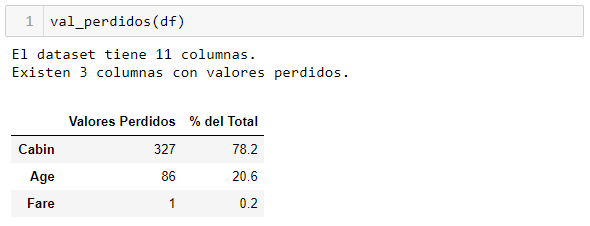 1 val_perdidos(df)
El dataset tiene 11 columnas.
Existen 3 columnas con valores perdidos.
Valores Perdidos % del Total
Cabin 327 78.2
Age 86 20.6
Fare 1 0.2